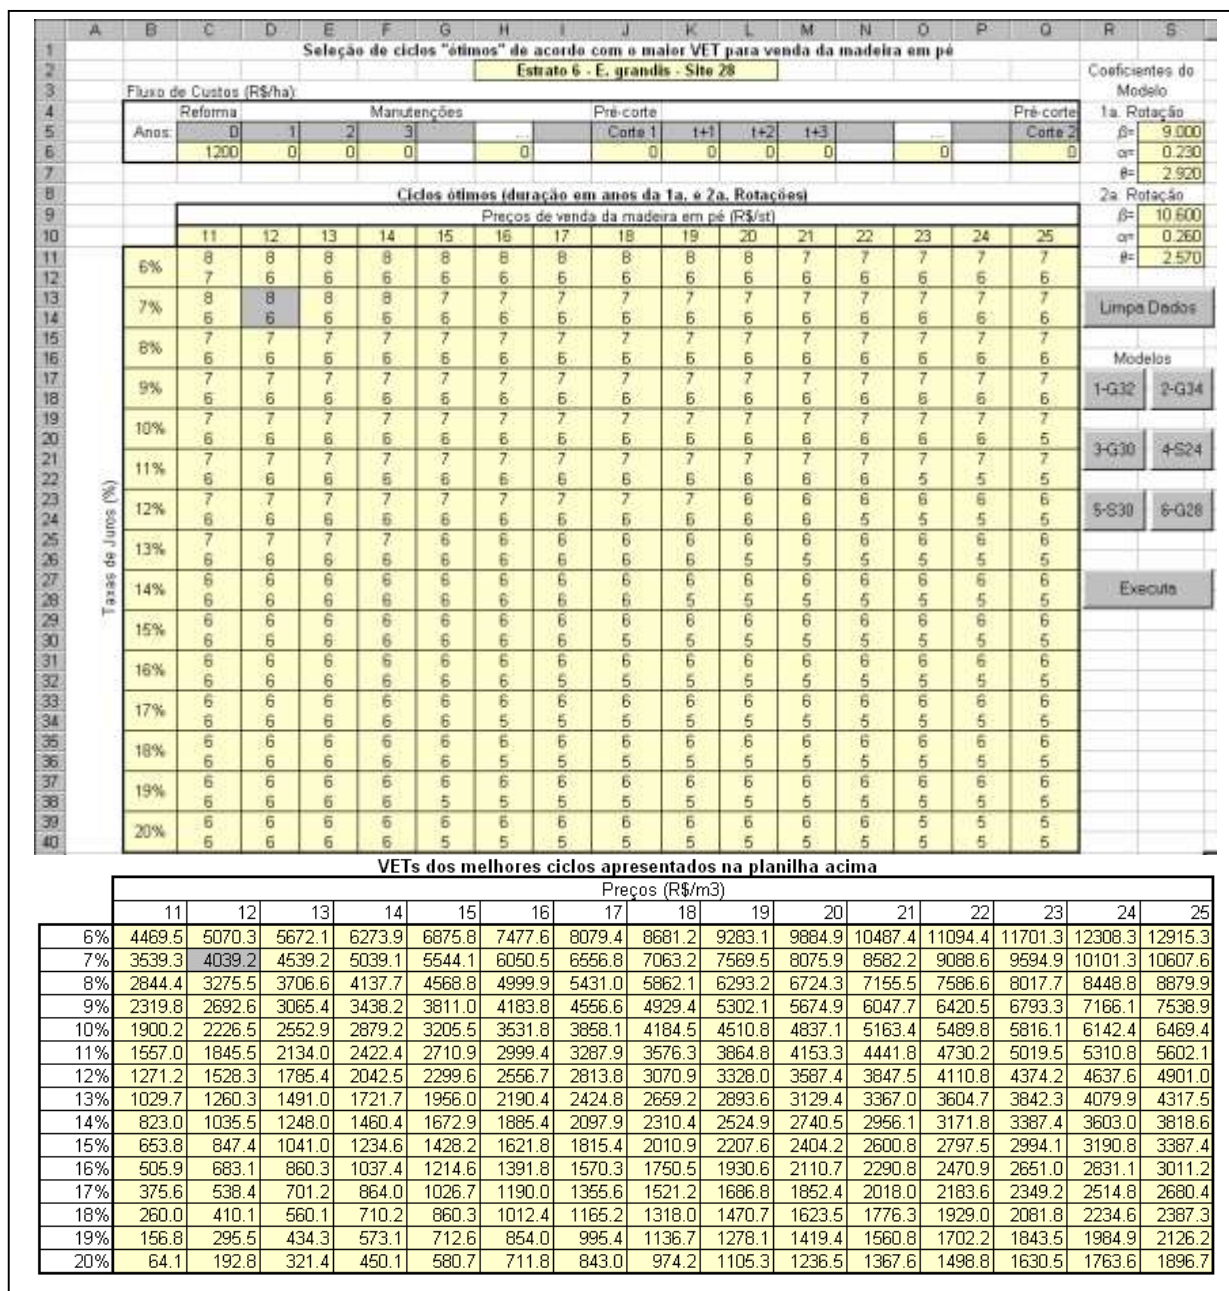 A B C D E F G H I J K L M N O P Q R S
1 Seleção de ciclos "ótimos" de acordo com o maior VET para venda da madeira em pé
2 Estrato 6 - E. grandis - Site 28 Coeficientes do
3 Fluxo de Custos (R$/ha): Modelo
4 Reforma Manutenções Pré-corte Pré-corte 1a. Rotação
5 Anos: 0 1 2 3 ... Corte 1 t+1 t+2 t+3 ... Corte 2 β= 9.000
6 1200 0 0 0 0 0 0 0 0 0 0 α= 0.230
7 θ= 2.920
8 Ciclos ótimos (duração em anos da 1a. e 2a. Rotações) 2a. Rotação
9 Preços de venda da madeira em pé (R$/st) β= 10.600
10 11 12 13 14 15 16 17 18 19 20 21 22 23 24 25 α= 0.260
11 8 8 8 8 8 8 8 8 8 8 7 7 7 7 7 θ= 2.570
6%
12 7 6 6 6 6 6 6 6 6 6 6 6 6 6 6
13 8 8 8 8 7 7 7 7 7 7 7 7 7 7 7
7% Limpa Dados
14 6 6 6 6 6 6 6 6 6 6 6 6 6 6 6
15 7 7 7 7 7 7 7 7 7 7 7 7 7 7 7
8%
16 6 6 6 6 6 6 6 6 6 6 6 6 6 6 6 Modelos
17 7 7 7 7 7 7 7 7 7 7 7 7 7 7 7
9% 1-G32 2-G34
18 6 6 6 6 6 6 6 6 6 6 6 6 6 6 6
19 7 7 7 7 7 7 7 7 7 7 7 7 7 7 7
10%
20 6 6 6 6 6 6 6 6 6 6 6 6 6 6 5
3-G30 4-S24
21 7 7 7 7 7 7 7 7 7 7 7 7 7 7 7
11%
22 6 6 6 6 6 6 6 6 6 6 6 6 5 5 5
23 7 7 7 7 7 7 7 7 7 6 6 6 6 6 6
12% 5-S30 6-G28
24 6 6 6 6 6 6 6 6 6 6 6 5 5 5 5
25 7 7 7 7 6 6 6 6 6 6 6 6 6 6 6
13%
26 6 6 6 6 6 6 6 6 6 5 5 5 5 5 5
Taxas de Juros (%)
27 6 6 6 6 6 6 6 6 6 6 6 6 6 6 6
14% Executa
28 6 6 6 6 6 6 6 6 5 5 5 5 5 5 5
29 6 6 6 6 6 6 6 6 6 6 6 6 6 6 6
15%
30 6 6 6 6 6 6 6 5 5 5 5 5 5 5 5
31 6 6 6 6 6 6 6 6 6 6 6 6 6 6 6
16%
32 6 6 6 6 6 6 5 5 5 5 5 5 5 5 5
33 6 6 6 6 6 6 6 6 6 6 6 6 6 6 6
17%
34 6 6 6 6 6 5 5 5 5 5 5 5 5 5 5
35 6 6 6 6 6 6 6 6 6 6 6 6 6 6 6
18%
36 6 6 6 6 6 5 5 5 5 5 5 5 5 5 5
37 6 6 6 6 6 6 6 6 6 6 6 6 6 6 6
19%
38 6 6 6 6 5 5 5 5 5 5 5 5 5 5 5
39 6 6 6 6 6 6 6 6 6 6 6 6 5 5 5
20%
40 6 6 6 6 5 5 5 5 5 5 5 5 5 5 5
VETs dos melhores ciclos apresentados na planilha acima
Preços (R$/m3)
11 12 13 14 15 16 17 18 19 20 21 22 23 24 25
6% 4469.5 5070.3 5672.1 6273.9 6875.8 7477.6 8079.4 8681.2 9283.1 9884.9 10487.4 11094.4 11701.3 12308.3 12915.3
7% 3539.3 4039.2 4539.2 5039.1 5544.1 6050.5 6556.8 7063.2 7569.5 8075.9 8582.2 9088.6 9594.9 10101.3 10607.6
8% 2844.4 3275.5 3706.6 4137.7 4568.8 4999.9 5431.0 5862.1 6293.2 6724.3 7155.5 7586.6 8017.7 8448.8 8879.9
9% 2319.8 2692.6 3065.4 3438.2 3811.0 4183.8 4556.6 4929.4 5302.1 5674.9 6047.7 6420.5 6793.3 7166.1 7538.9
10% 1900.2 2226.5 2552.9 2879.2 3205.5 3531.8 3858.1 4184.5 4510.8 4837.1 5163.4 5489.8 5816.1 6142.4 6469.4
11% 1557.0 1845.5 2134.0 2422.4 2710.9 2999.4 3287.9 3576.3 3864.8 4153.3 4441.8 4730.2 5019.5 5310.8 5602.1
12% 1271.2 1528.3 1785.4 2042.5 2299.6 2556.7 2813.8 3070.9 3328.0 3587.4 3847.5 4110.8 4374.2 4637.6 4901.0
13% 1029.7 1260.3 1491.0 1721.7 1956.0 2190.4 2424.8 2659.2 2893.6 3129.4 3367.0 3604.7 3842.3 4079.9 4317.5
14% 823.0 1035.5 1248.0 1460.4 1672.9 1885.4 2097.9 2310.4 2524.9 2740.5 2956.1 3171.8 3387.4 3603.0 3818.6
15% 653.8 847.4 1041.0 1234.6 1428.2 1621.8 1815.4 2010.9 2207.6 2404.2 2600.8 2797.5 2994.1 3190.8 3387.4
16% 505.9 683.1 860.3 1037.4 1214.6 1391.8 1570.3 1750.5 1930.6 2110.7 2290.8 2470.9 2651.0 2831.1 3011.2
17% 375.6 538.4 701.2 864.0 1026.7 1190.0 1355.6 1521.2 1686.8 1852.4 2018.0 2183.6 2349.2 2514.8 2680.4
18% 260.0 410.1 560.1 710.2 860.3 1012.4 1165.2 1318.0 1470.7 1623.5 1776.3 1929.0 2081.8 2234.6 2387.3
19% 156.8 295.5 434.3 573.1 712.6 854.0 995.4 1136.7 1278.1 1419.4 1560.8 1702.2 1843.5 1984.9 2126.2
20% 64.1 192.8 321.4 450.1 580.7 711.8 843.0 974.2 1105.3 1236.5 1367.6 1498.8 1630.5 1763.6 1896.7